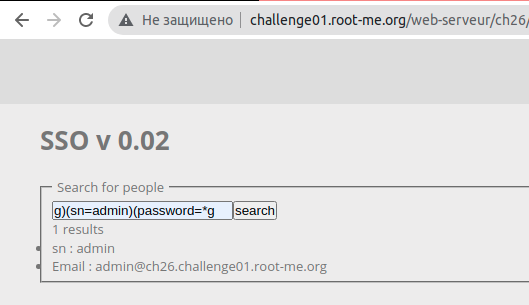 Не защищено challenge01.root-me.org/web-serveur/ch26/
SSO v 0.02
Search for people
g)(sn=admin)(password=*g search
1 results
sn : admin
Email : admin@ch26.challenge01.root-me.org